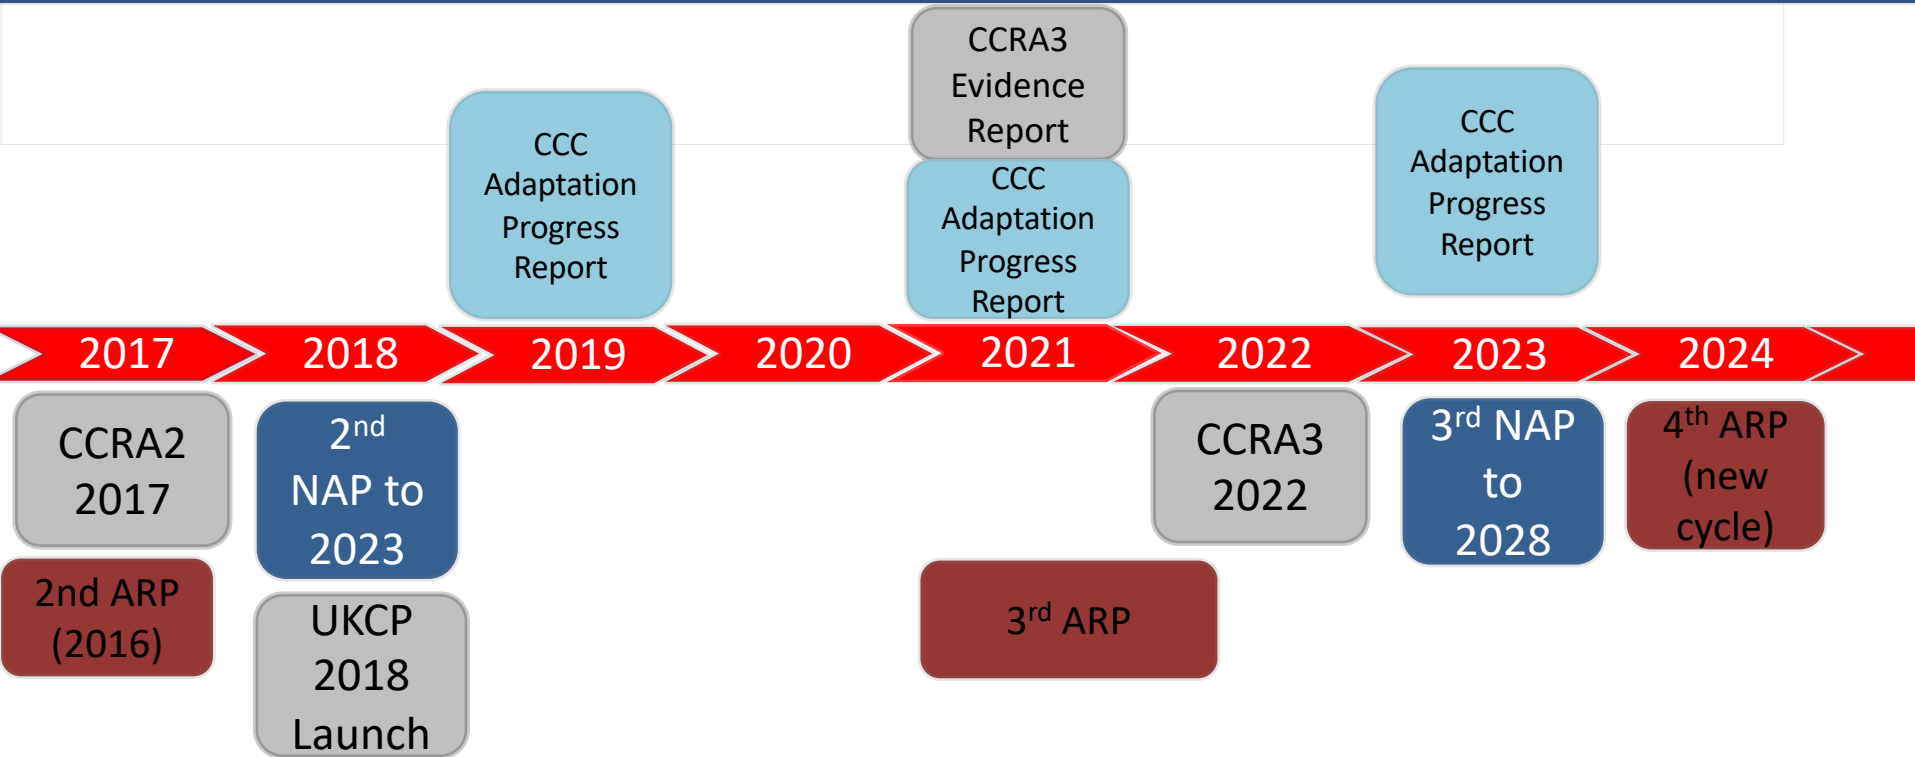 CCRA3
Evidence
Report
CCC
Adaptation
Progress
Report
CCC
Adaptation
Progress
Report
CCC
Adaptation
Progress
Report
2017
2018
2019
2020
2021
2022
2023
2024
CCRA2
2017
2nd
NAP to
2023
CCRA3
2022
3rd NAP
to
2028
4th ARP
(new
cycle)
2nd ARP
(2016)
UKCP
2018
Launch
3rd ARP